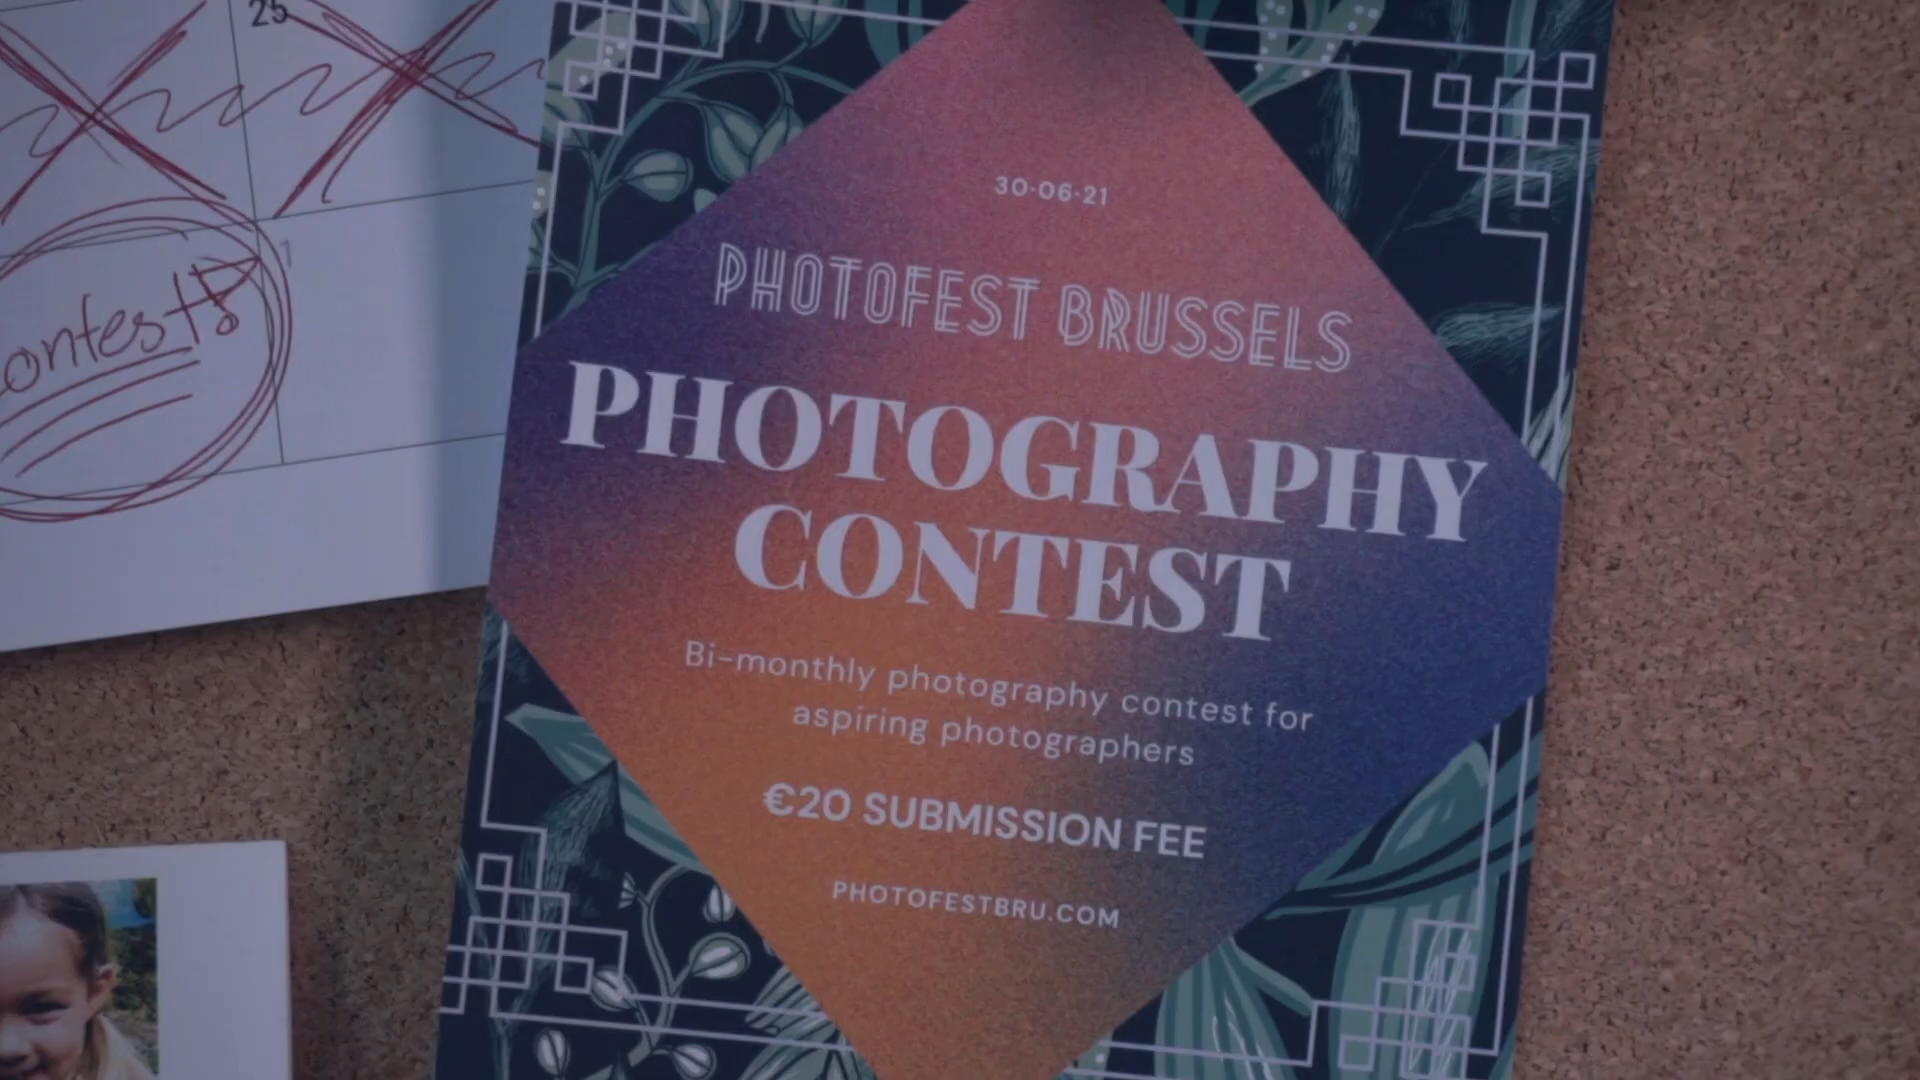 25
ontest!
30·06·21
PHOTOFEST BRUSSELS
PHOTOGRAPHY
CONTEST
Bi-monthly photography contest for
aspiring photographers
€20 SUBMISSION FEE
PHOTOFESTBRU.COM